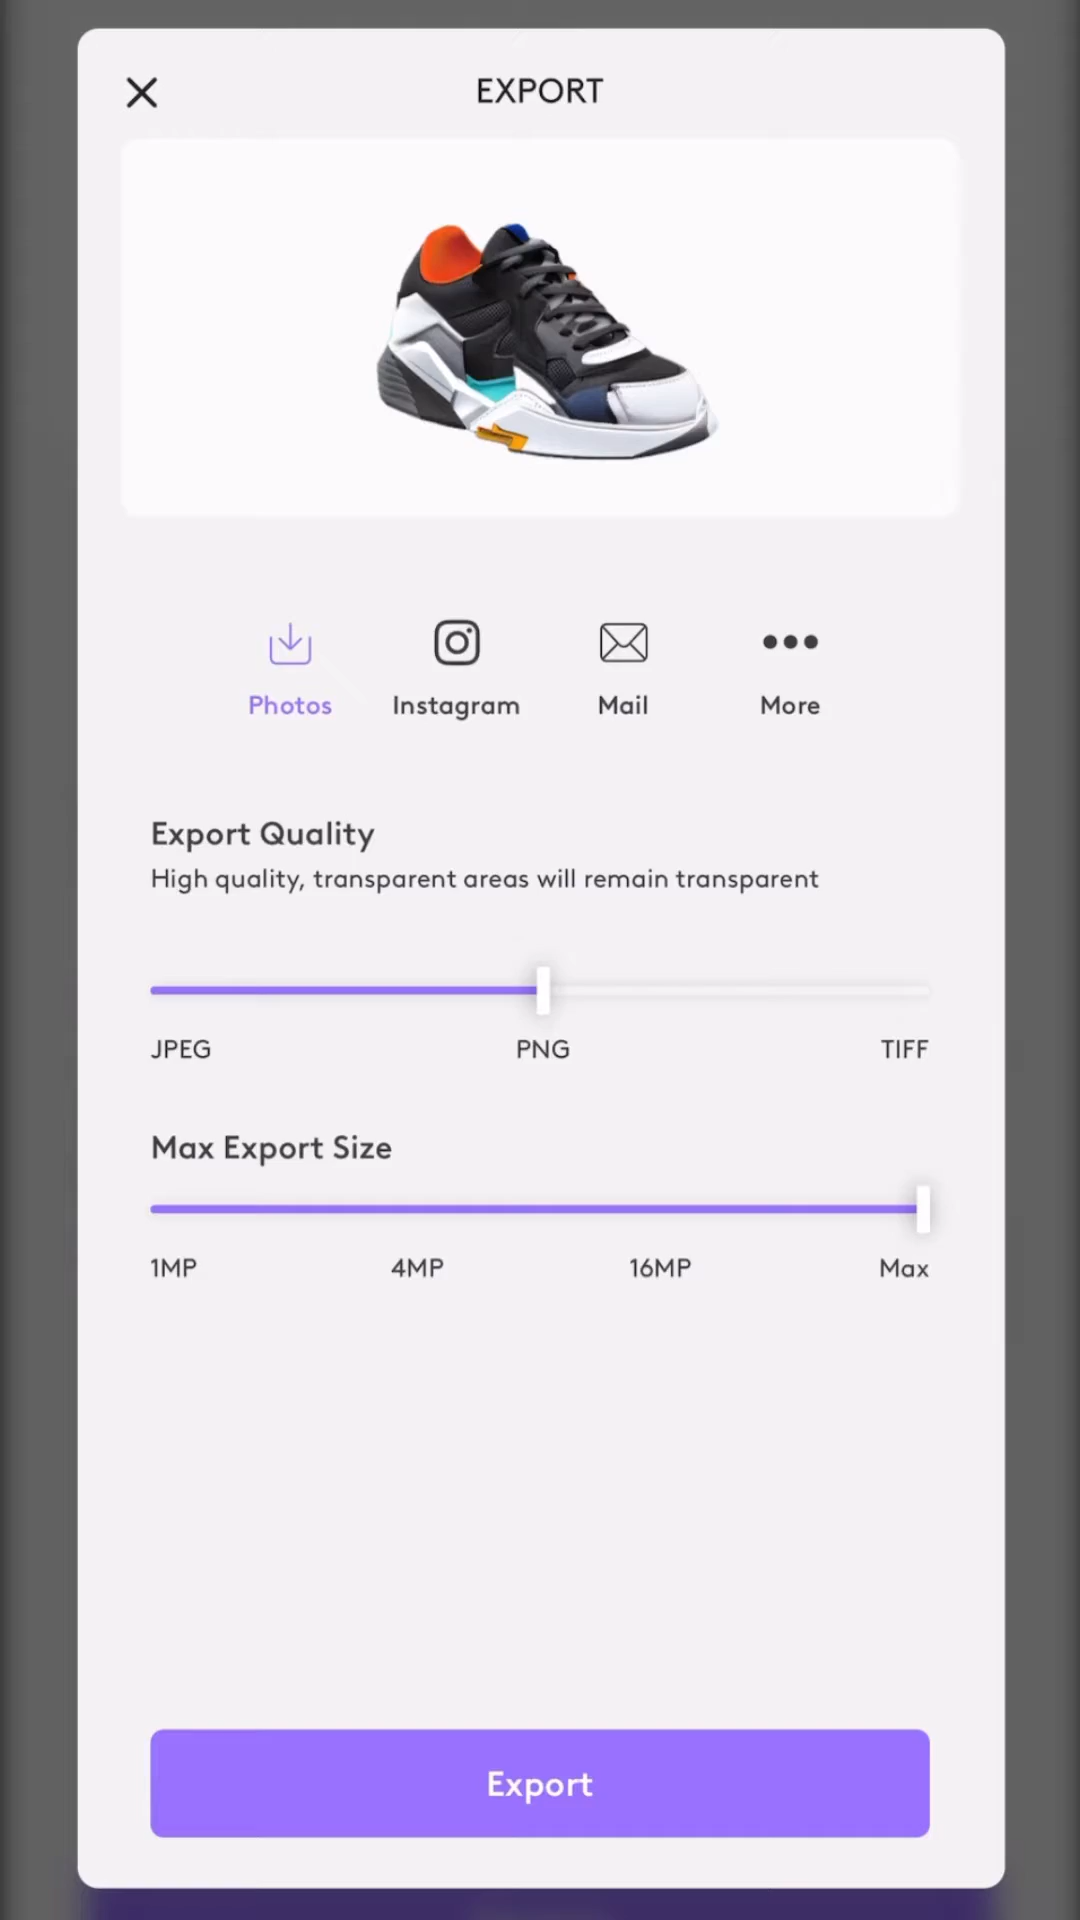 EXPORT
Photos Instagram Mail More
Export Quality
High quality, transparent areas will remain transparent
JPEG PNG TIFF
Max Export Size
1MP 4MP 16MP Max
Export